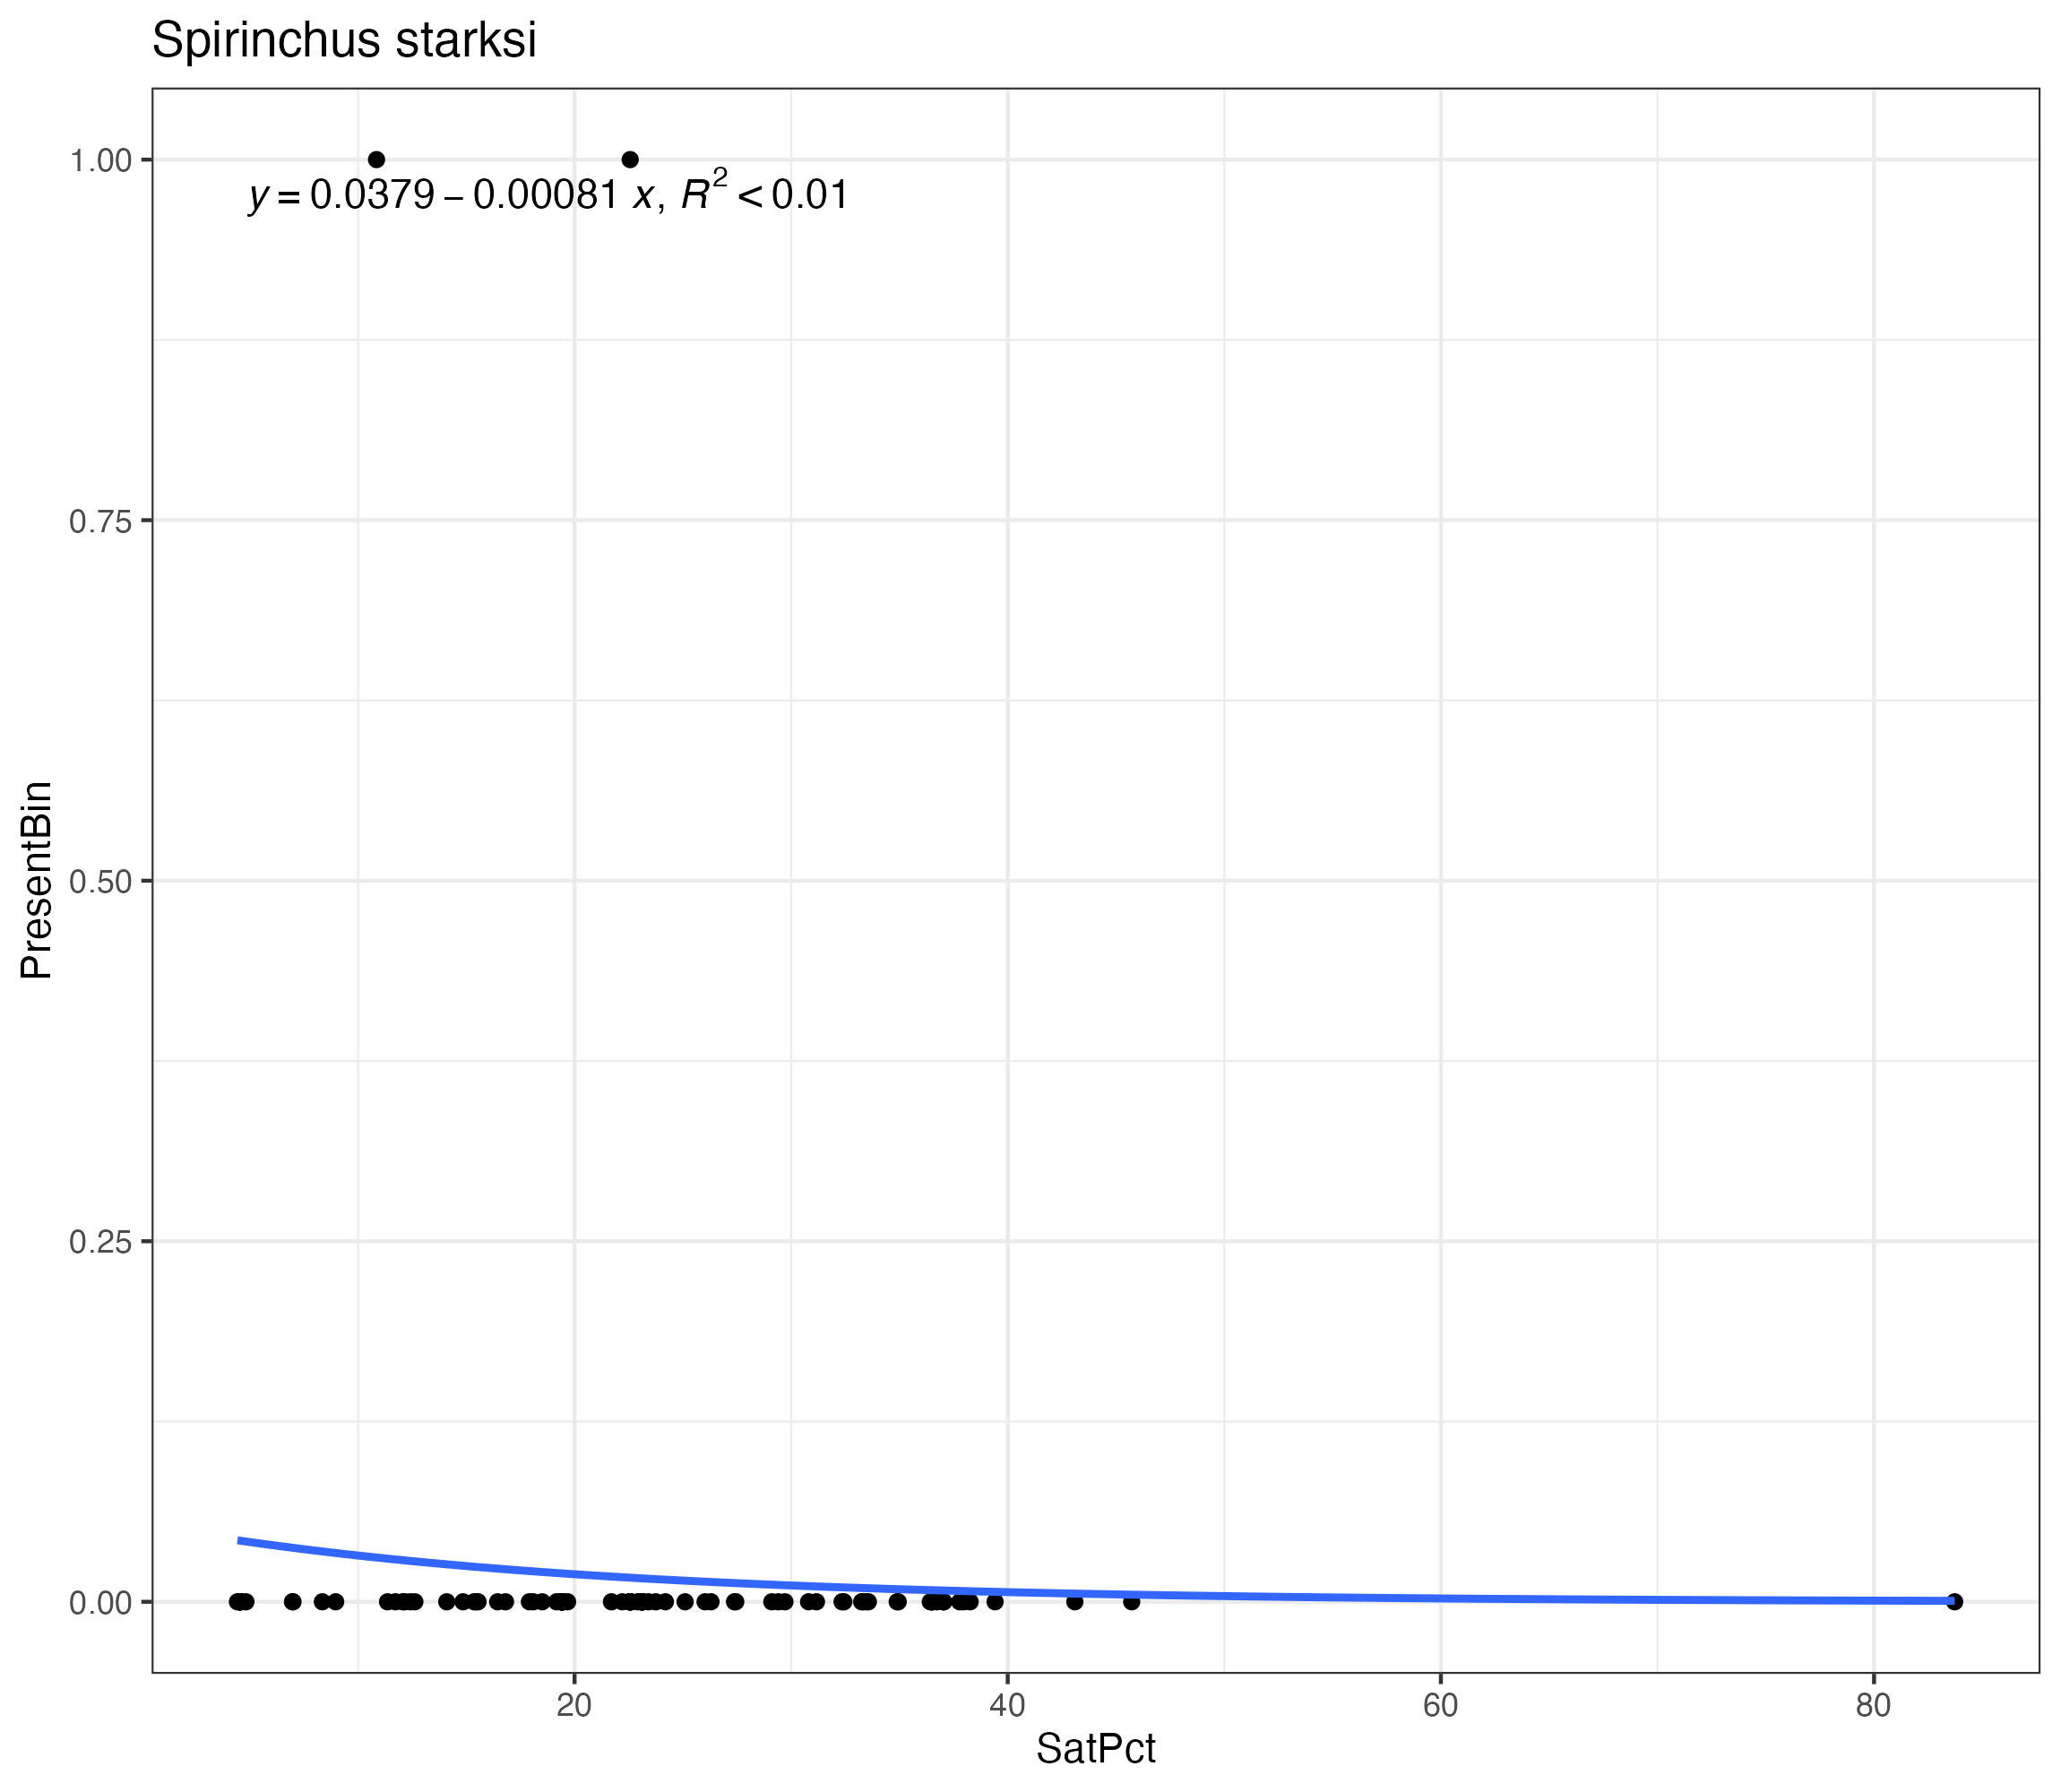 Spirinchus starksi
1.00
y = 0.0379 − 0.00081 x, R² < 0.01
0.75
PresentBin
0.50
0.25
0.00
20 40 60 80
SatPct